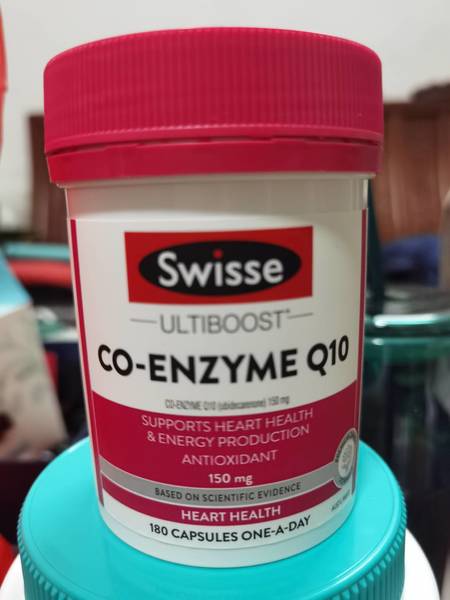 Swisse
ULTIBOOST
CO-ENZYME Q10
CO-ENZYME Q10 (ubidecarenone) 150 mg
SUPPORTS HEART HEALTH
& ENERGY PRODUCTION
ANTIOXIDANT
150 mg
BASED ON SCIENTIFIC EVIDENCE
HEART HEALTH
180 CAPSULES ONE-A-DAY